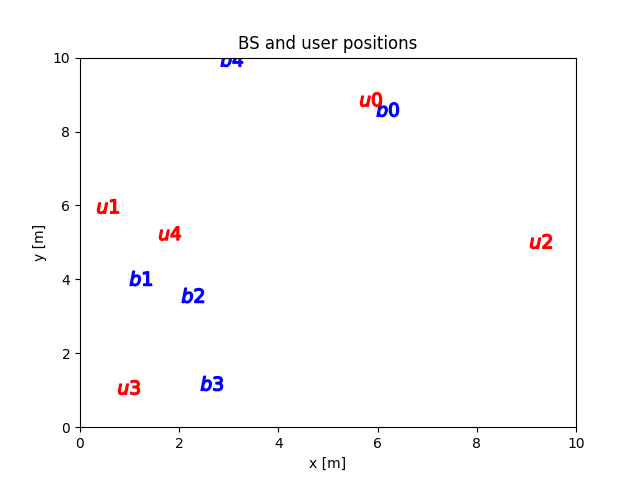 BS and user positions
10
b4
u0
b0
8
6
u1
u4
u2
4
b1
b2
2
u3
b3
0
0 2 4 6 8 10
y [m]
x [m]